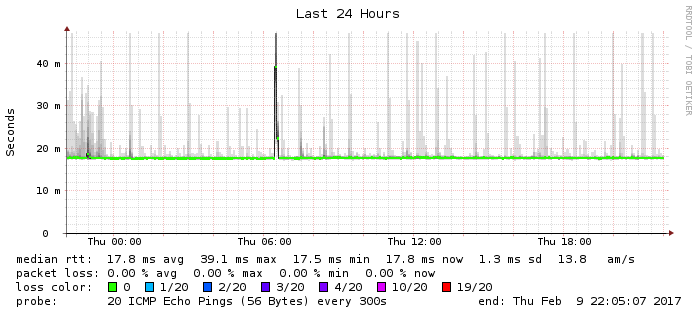 Last 24 Hours
RRDTOOL / TOBI OETIKER
Seconds
40 m
30 m
20 m
10 m
0
Thu 00:00 Thu 06:00 Thu 12:00 Thu 18:00
median rtt: 17.8 ms avg 39.1 ms max 17.5 ms min 17.8 ms now 1.3 ms sd 13.8 am/s
packet loss: 0.00 % avg 0.00 % max 0.00 % min 0.00 % now
loss color: 0 1/20 2/20 3/20 4/20 10/20 19/20
probe: 20 ICMP Echo Pings (56 Bytes) every 300s end: Thu Feb 9 22:05:07 2017